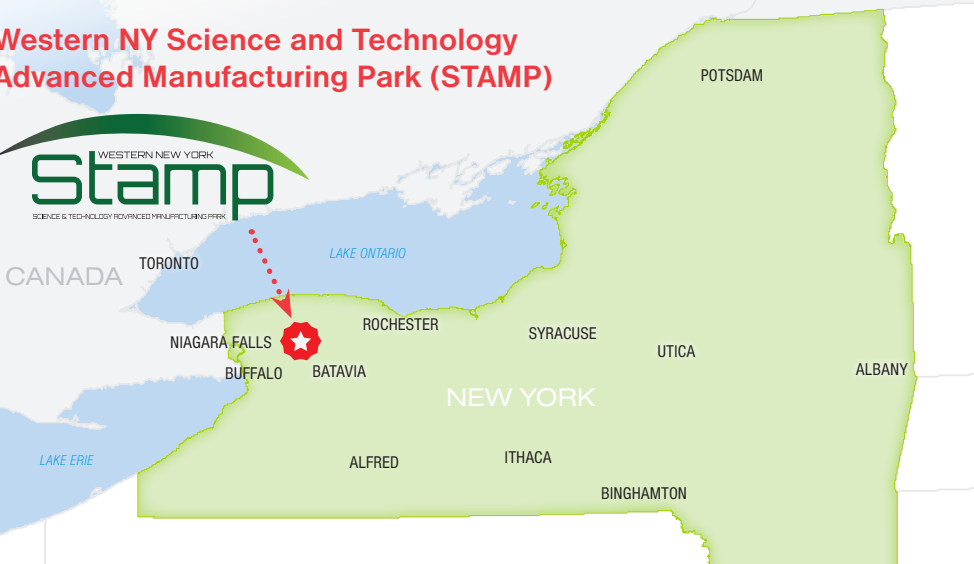 Western NY Science and Technology
Advanced Manufacturing Park (STAMP)
WESTERN NEW YORK
Stamp
SCIENCE & TECHNOLOGY ADVANCED MANUFACTURING PARK
POTSDAM
LAKE ONTARIO
TORONTO
CANADA
ROCHESTER
SYRACUSE
NIAGARA FALLS
UTICA
BUFFALO
BATAVIA
ALBANY
NEW YORK
LAKE ERIE
ALFRED
ITHACA
BINGHAMTON